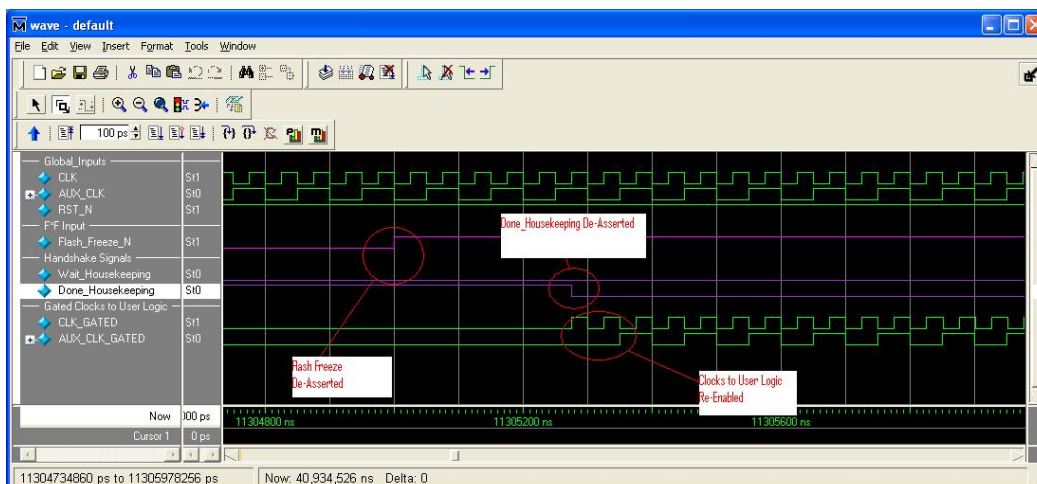 wave - default
File Edit View Insert Format Tools Window
100 ps
Global_Inputs
CLK St1
AUX_CLK St0
RST_N St1
F*F Input
Flash_Freeze_N St1
Handshake Signals
Wait_Housekeeping St0
Done_Housekeeping St0
Gated Clocks to User Logic
CLK_GATED St1
AUX_CLK_GATED St0
Done_Housekeeping De-Asserted
Flash Freeze
De-Asserted
Clocks to User Logic
Re-Enabled
Now 000 ps
Cursor 1 0 ps
11304800 ns 11305200 ns 11305600 ns
11304734860 ps to 11305978256 ps Now: 40,934,526 ns Delta: 0